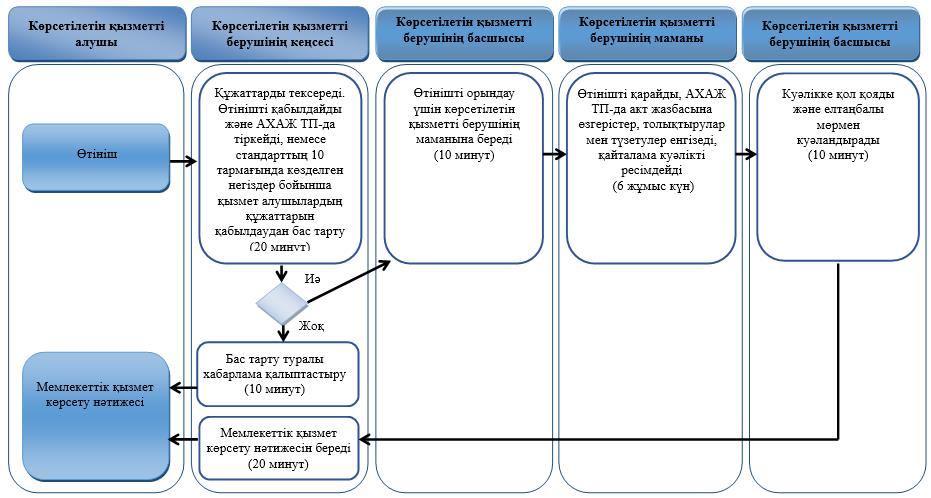 Көрсетілетін қызметті
алушы
Көрсетілетін қызметті
берушінің кеңсесі
Көрсетілетін қызметті
берушінің басшысы
Көрсетілетін қызметті
берушінің маманы
Көрсетілетін қызметті
берушінің басшысы
Өтініш
Құжаттарды тексереді.
Өтінішті қабылдайды
және АХАЖ ТП-да
тіркейді, немесе
стандарттың 10
тармағында көзделген
негіздер бойынша
қызмет алушылардың
құжаттарын
қабылдаудан бас тарту
(20 минут)
Өтінішті орындау
үшін көрсетілетін
қызметті берушінің
маманына береді
(10 минут)
Өтінішті қарайды, АХАЖ
ТП-да акт жазбасына
өзгерістер, толықтырулар
мен түзетулер енгізеді,
қайталама куәлікті
ресімдейді
(6 жұмыс күн)
Куәлікке қол қояды
және елтаңбалы
мөрмен
куәландырады
(10 минут)
Иә
Жоқ
Бас тарту туралы
хабарлама қалыптастыру
(10 минут)
Мемлекеттік қызмет
көрсету нәтижесі
Мемлекеттік қызмет
көрсету нәтижесін береді
(20 минут)